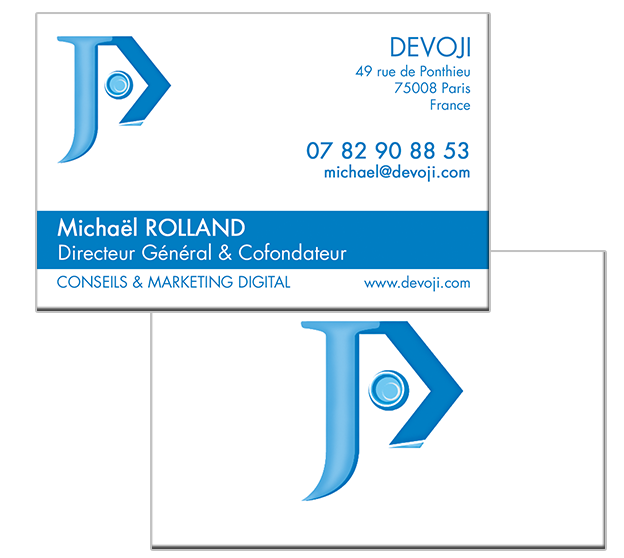 DEVOJI
49 rue de Ponthieu
75008 Paris
France
07 82 90 88 53
michael@devoji.com
Michaël ROLLAND
Directeur Général & Cofondateur
CONSEILS & MARKETING DIGITAL
www.devoji.com